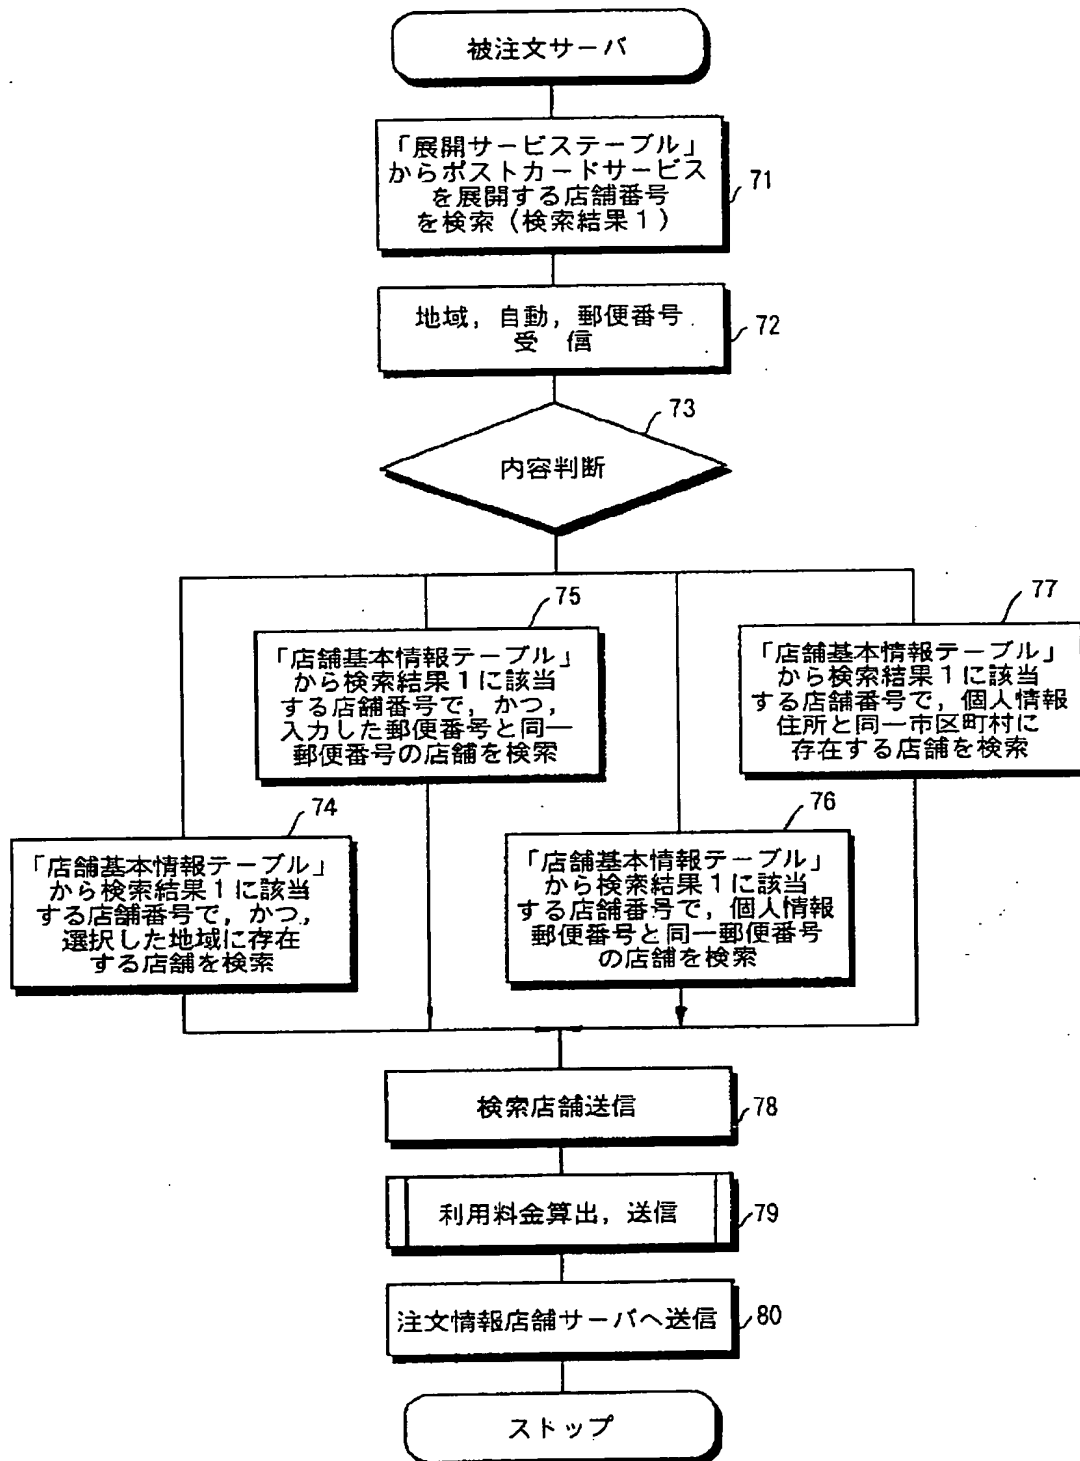 被注文サーバ
「展開サービステーブル」
からポストカードサービス
を展開する店舗番号
を検索（検索結果１）
71
地域，自動，郵便番号
受　信
72
73
内容判断
75
「店舗基本情報テーブル」
から検索結果１に該当
する店舗番号で，かつ，
入力した郵便番号と同一
郵便番号の店舗を検索
77
「店舗基本情報テーブル」
から検索結果１に該当
する店舗番号で，個人情報
住所と同一市区町村に
存在する店舗を検索
74
「店舗基本情報テーブル」
から検索結果１に該当
する店舗番号で，かつ，
選択した地域に存在
する店舗を検索
76
「店舗基本情報テーブル」
から検索結果１に該当
する店舗番号で，個人情報
郵便番号と同一郵便番号
の店舗を検索
検索店舗送信
78
利用料金算出，送信
79
注文情報店舗サーバへ送信
80
ストップ